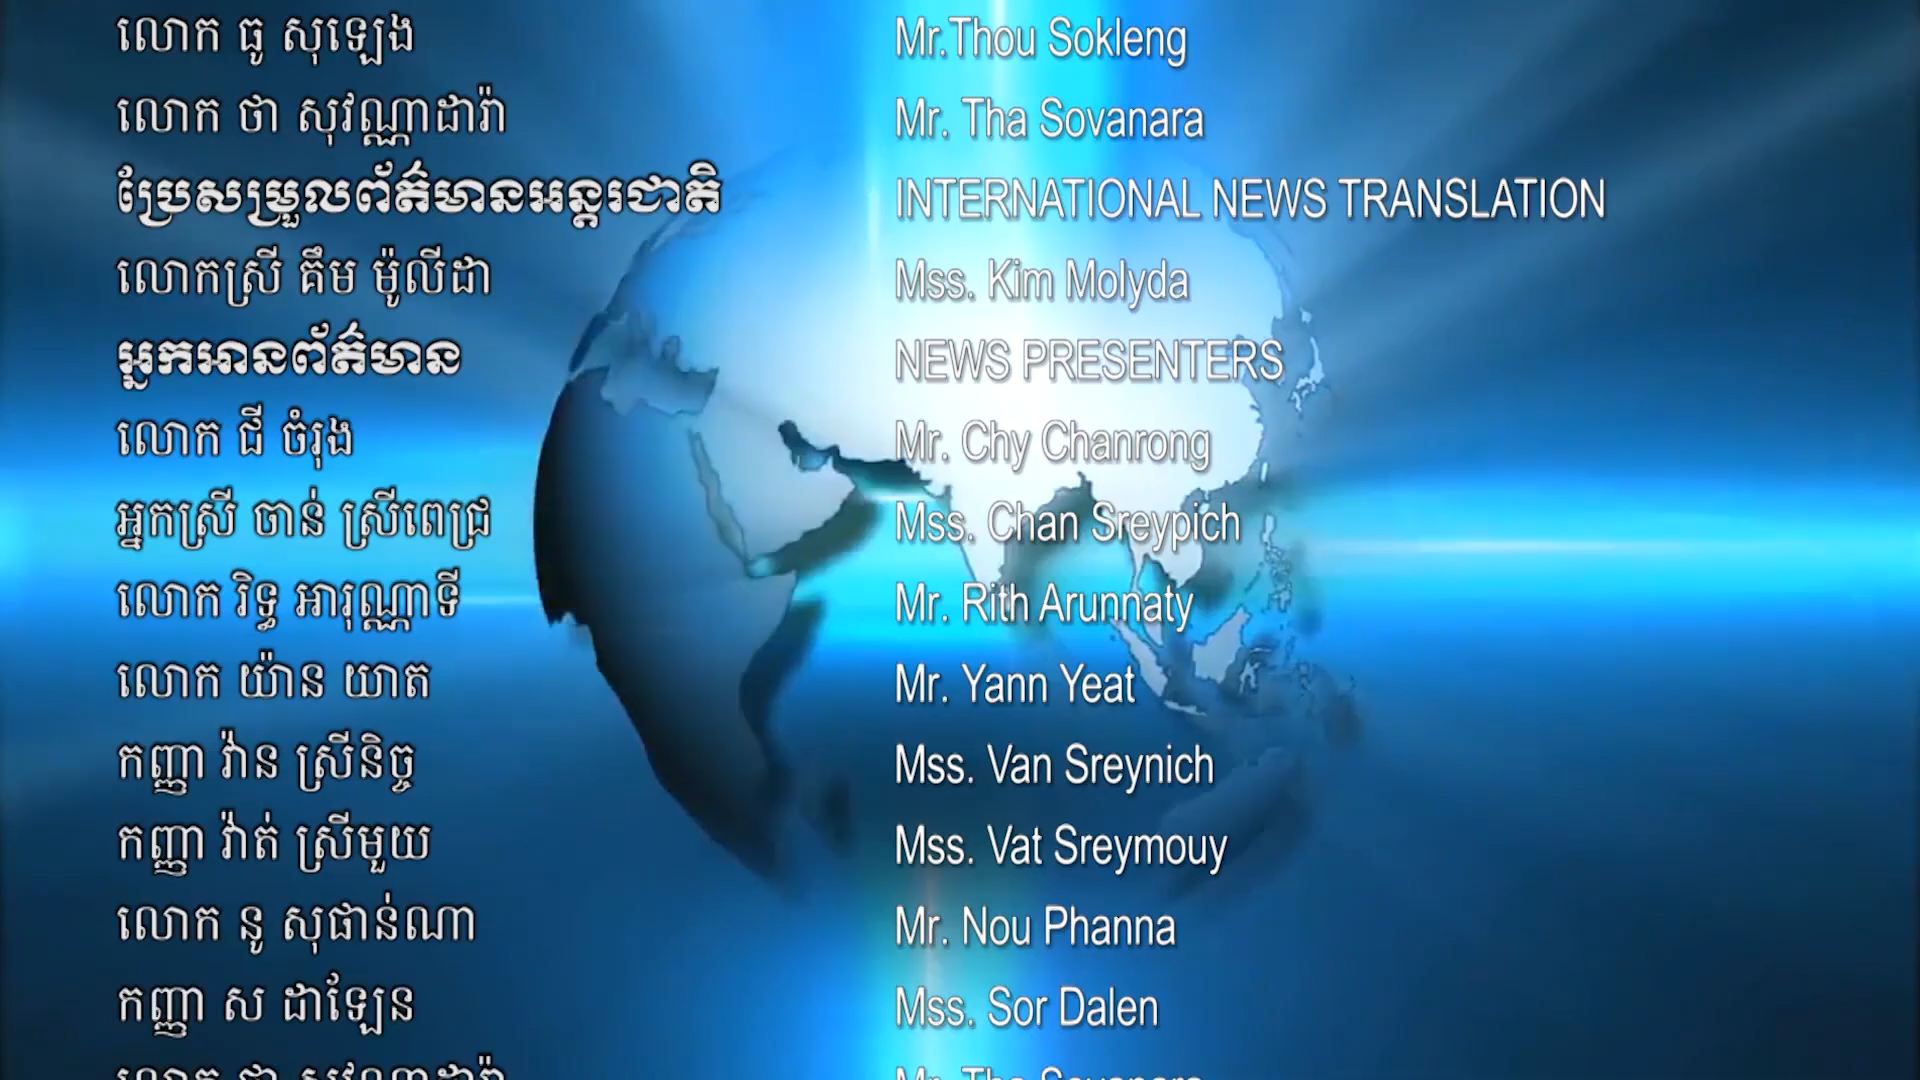 លោក ធូ សុឡេង Mr.Thou Sokleng
លោក ថា សុវណ្ណាដារ៉ា Mr. Tha Sovanara
ប្រែសម្រួលព័ត៌មានអន្តរជាតិ INTERNATIONAL NEWS TRANSLATION
លោកស្រី គឹម ម៉ូលីដា Mss. Kim Molyda
អ្នកអានព័ត៌មាន NEWS PRESENTERS
លោក ជី ចំរុង Mr. Chy Chanrong
អ្នកស្រី ចាន់ ស្រីពេជ្រ Mss. Chan Sreypich
លោក រិទ្ធ អារុណ្ណាទី Mr. Rith Arunnaty
លោក យ៉ាន យាត Mr. Yann Yeat
កញ្ញា វ៉ាន ស្រីនិច្ច Mss. Van Sreynich
កញ្ញា វ៉ាត់ ស្រីមួយ Mss. Vat Sreymouy
លោក នូ សុផាន់ណា Mr. Nou Phanna
កញ្ញា ស ដាឡែន Mss. Sor Dalen